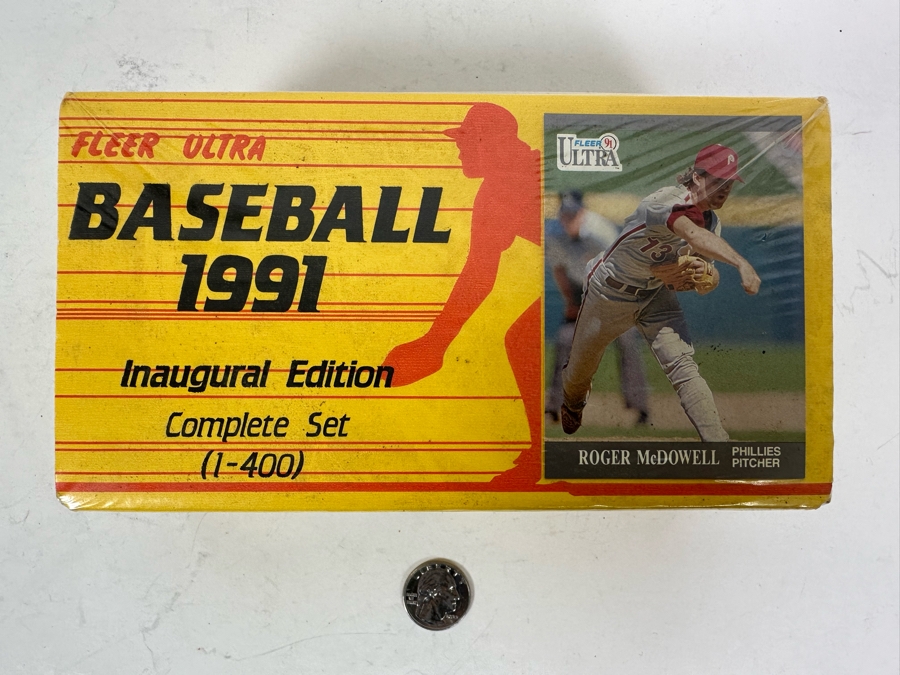 FLEER ULTRA
BASEBALL
1991
Inaugural Edition
Complete Set
(1-400)
FLEER 91
ULTRA
13
ROGER McDOWELL
PHILLIES
PITCHER